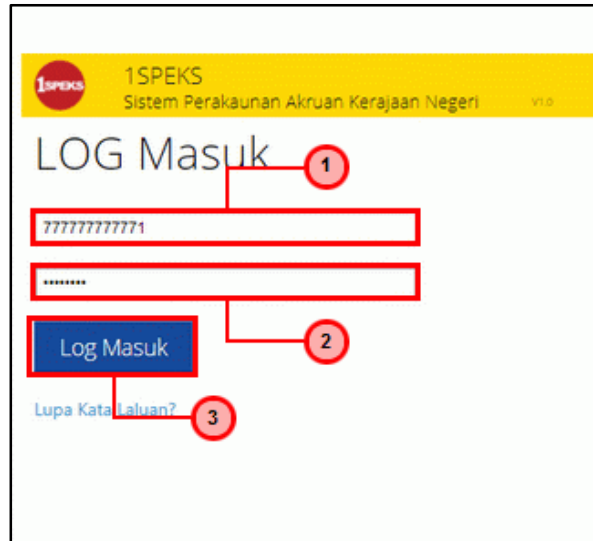 1SPEKS
1SPEKS
Sistem Perakaunan Akruan Kerajaan Negeri V1.0
LOG Masuk
1
777777777771
••••••••
2
Log Masuk
Lupa Kata Laluan?
3